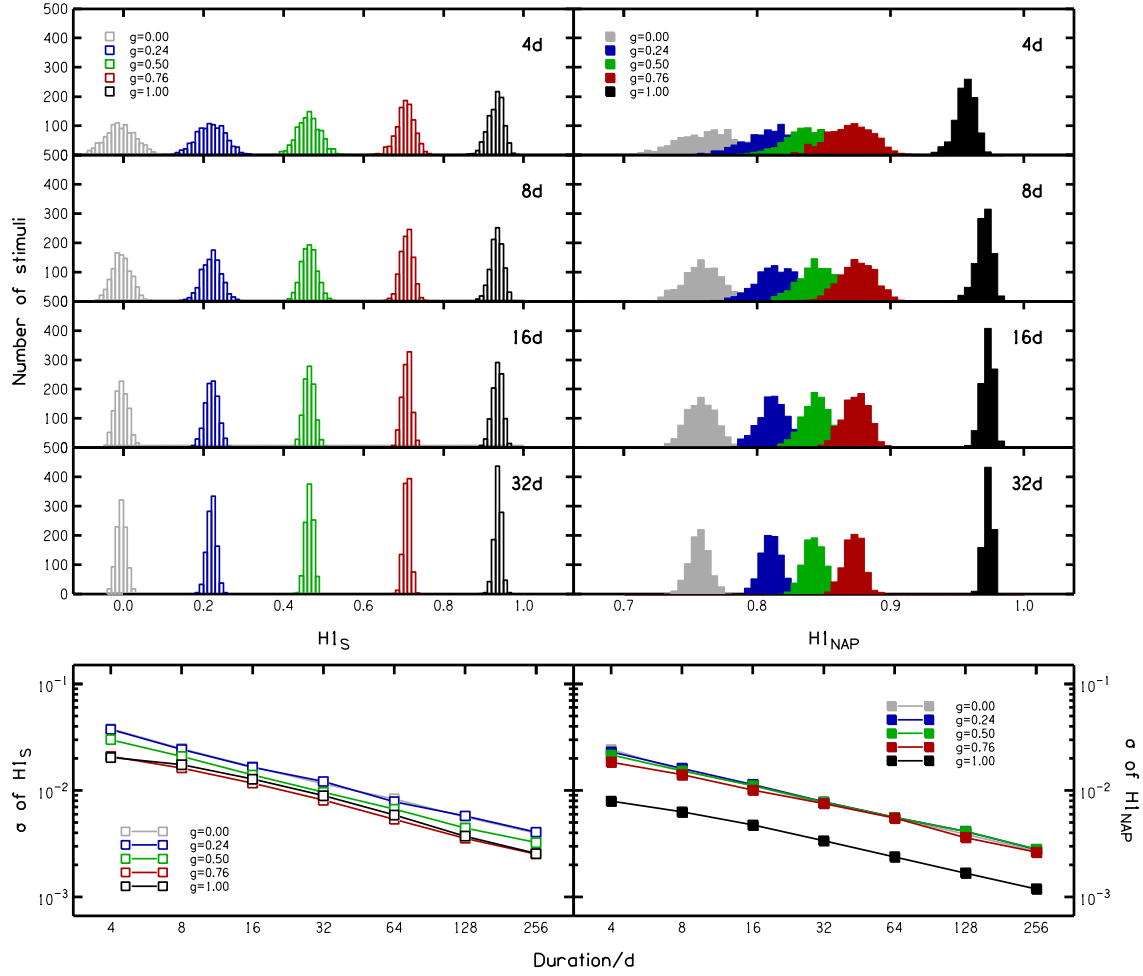 500
400
300
200
100
500
400
300
200
100
500
400
300
200
100
500
400
300
200
100
0
Number of stimuli
g=0.00
g=0.24
g=0.50
g=0.76
g=1.00
4d
8d
16d
32d
0.0 0.2 0.4 0.6 0.8 1.0
H1S
g=0.00
g=0.24
g=0.50
g=0.76
g=1.00
4d
8d
16d
32d
0.7 0.8 0.9 1.0
H1NAP
10-1
10-2
10-3
σ of H1S
g=0.00
g=0.24
g=0.50
g=0.76
g=1.00
4 8 16 32 64 128 256
g=0.00
g=0.24
g=0.50
g=0.76
g=1.00
4 8 16 32 64 128 256
10-1
10-2
10-3
σ of H1NAP
Duration/d